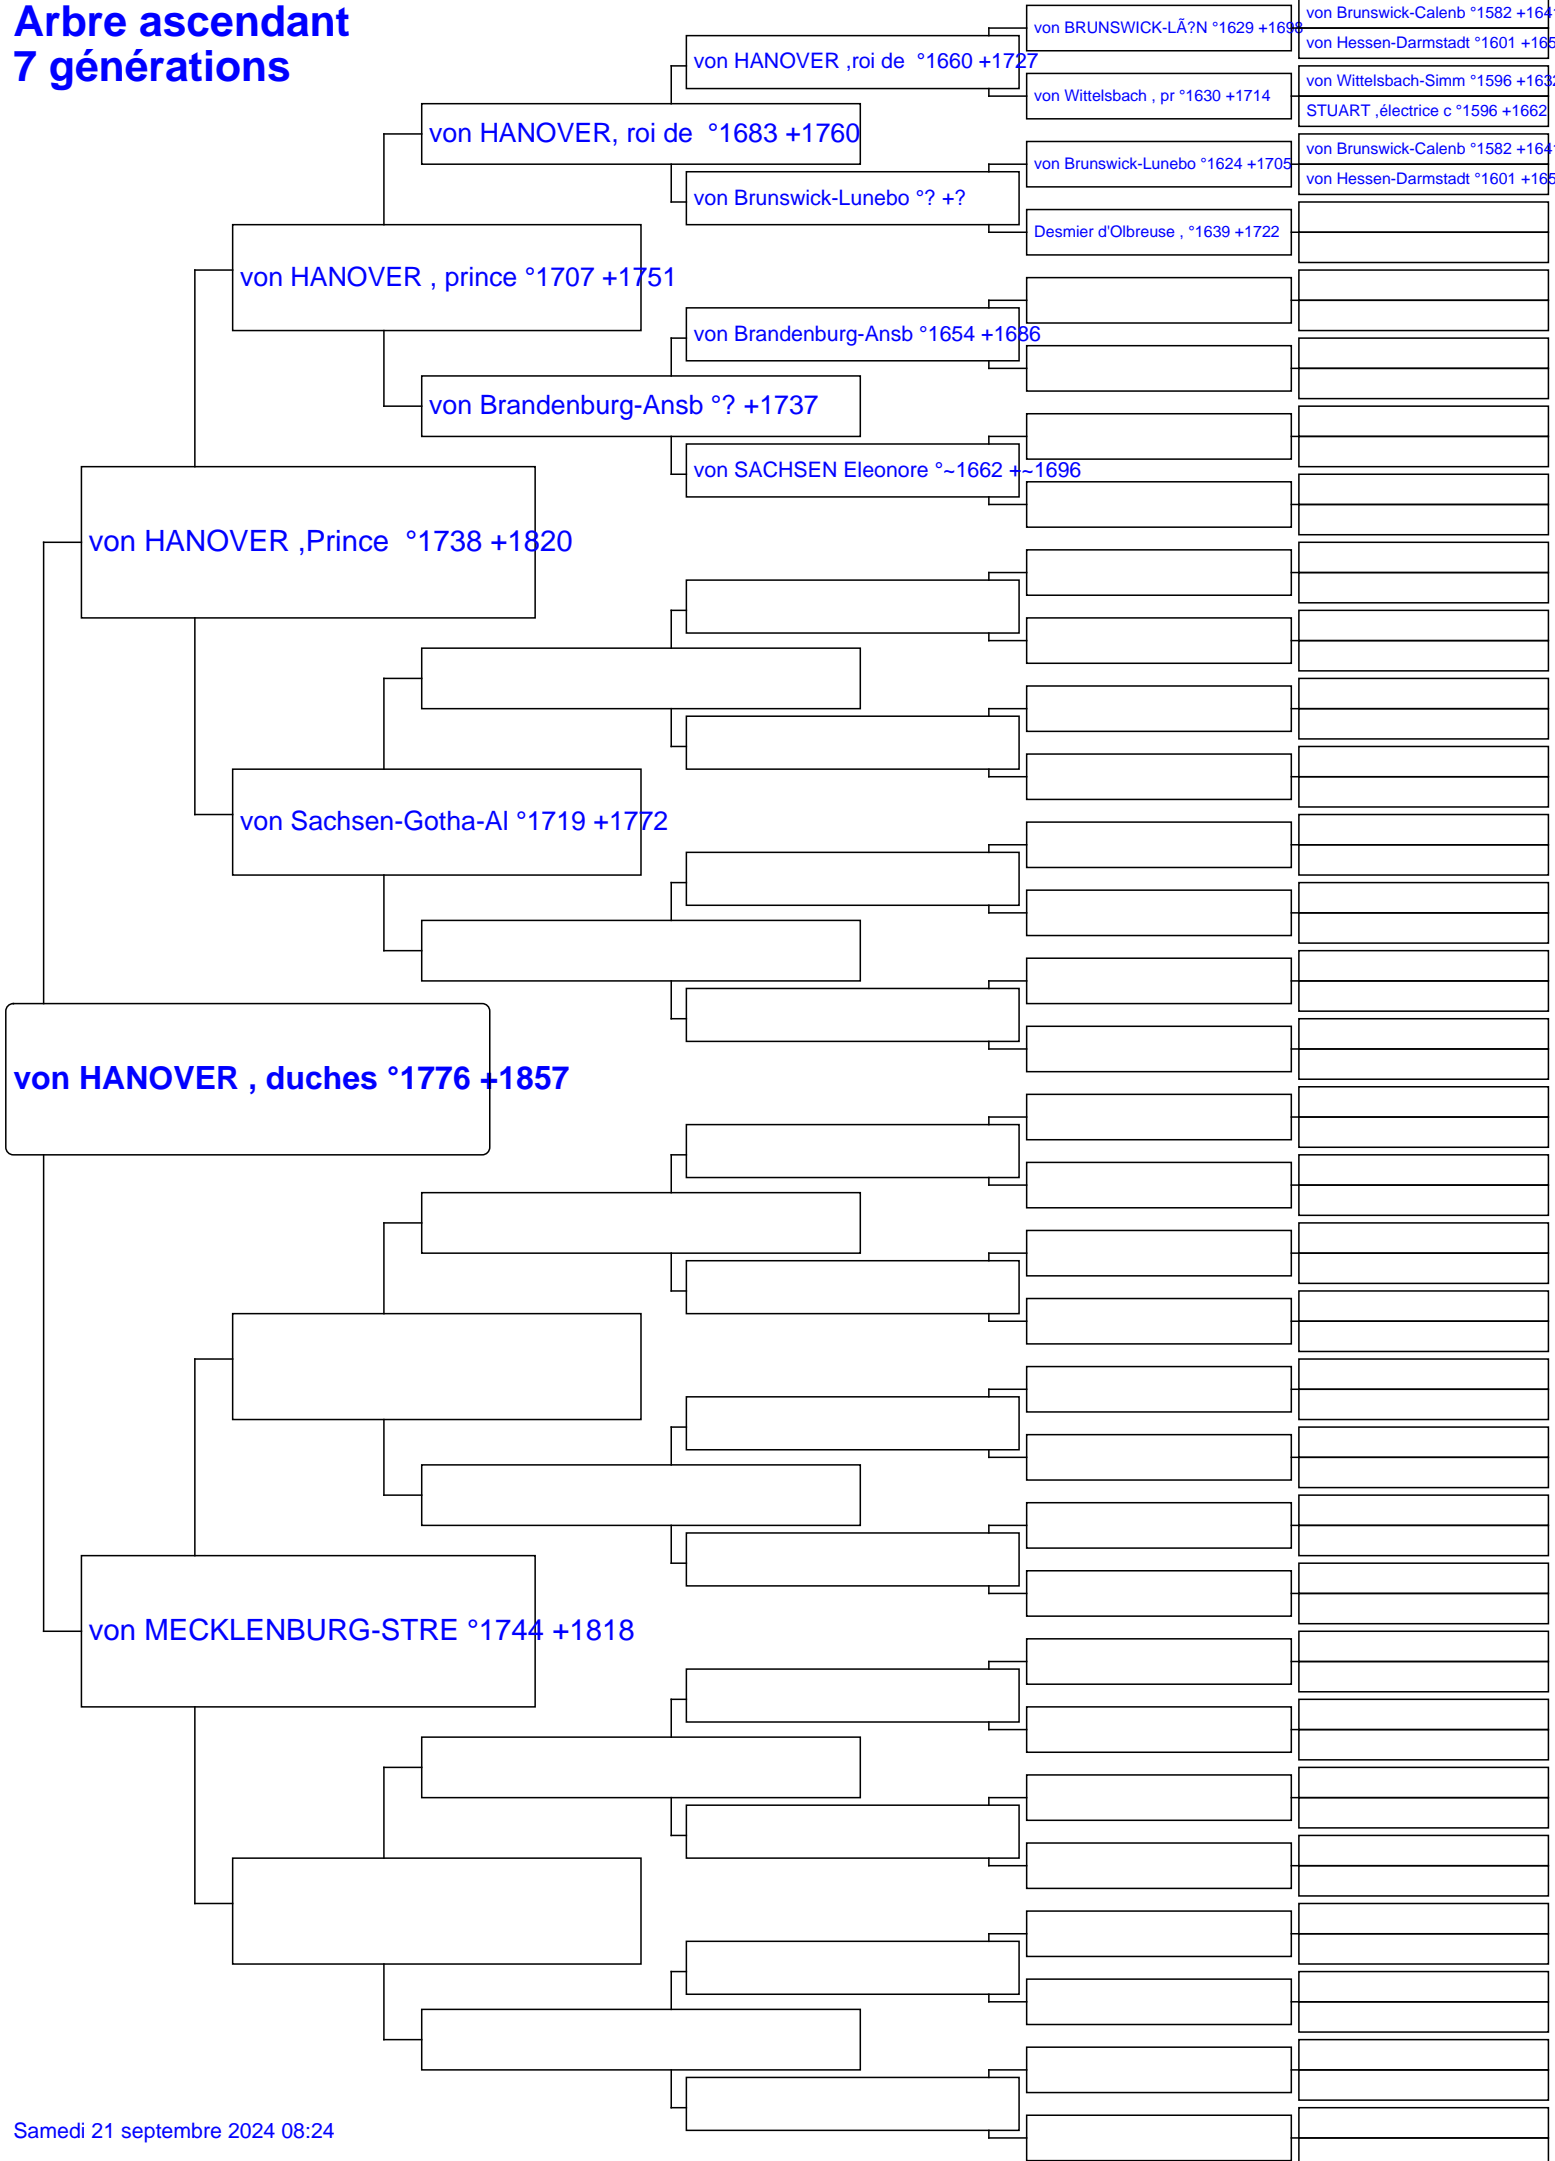 Arbre ascendant
7 générations
von Brunswick-Calenb °1582 +164
von BRUNSWICK-LÃ?N °1629 +1698
von Hessen-Darmstadt °1601 +165
von HANOVER ,roi de °1660 +1727
von Wittelsbach-Simm °1596 +1632
von Wittelsbach , pr °1630 +1714
STUART ,électrice c °1596 +1662
von HANOVER, roi de °1683 +1760
von Brunswick-Calenb °1582 +164
von Brunswick-Lunebo °1624 +1705
von Hessen-Darmstadt °1601 +165
von Brunswick-Lunebo °? +?
Desmier d'Olbreuse , °1639 +1722
von HANOVER , prince °1707 +1751
von Brandenburg-Ansb °1654 +1686
von Brandenburg-Ansb °? +1737
von SACHSEN Eleonore °~1662 +~1696
von HANOVER ,Prince °1738 +1820
von Sachsen-Gotha-Al °1719 +1772
von HANOVER , duches °1776 +1857
von MECKLENBURG-STRE °1744 +1818
Samedi 21 septembre 2024 08:24